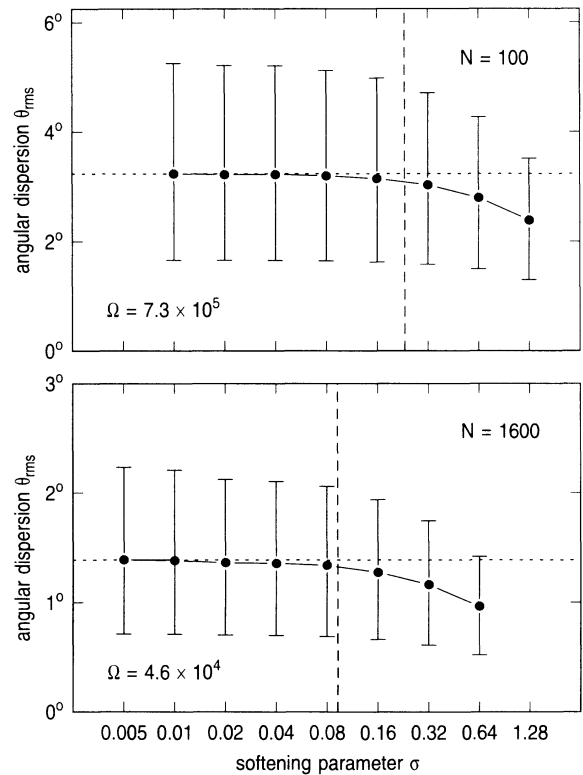 6°
N = 100
4°
2°
Ω = 7.3 × 10⁵
0°
angular dispersion θrms
3°
N = 1600
2°
1°
Ω = 4.6 × 10⁴
0°
angular dispersion θrms
0.005 0.01 0.02 0.04 0.08 0.16 0.32 0.64 1.28
softening parameter σ